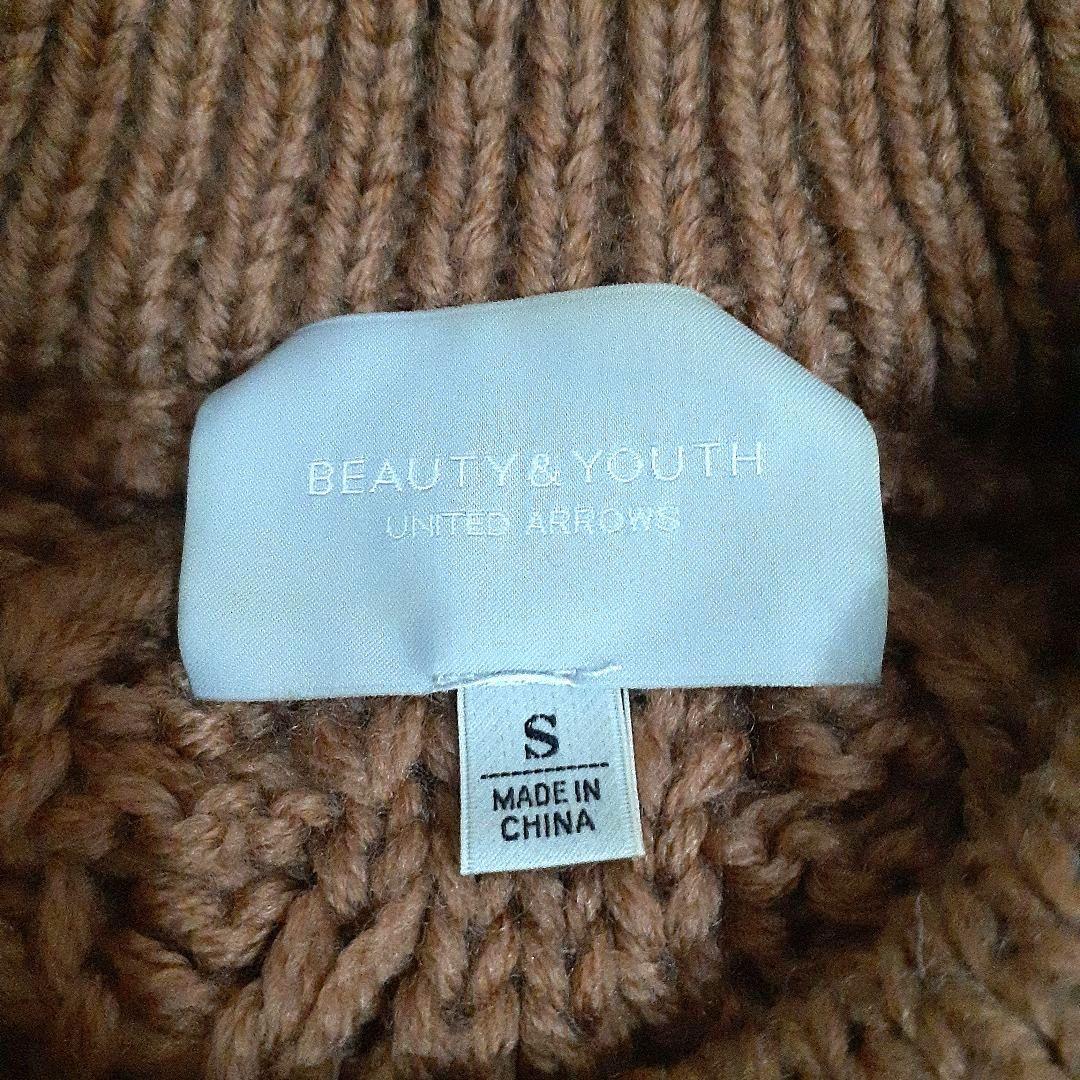 BEAUTY & YOUTH
UNITED ARROWS
S
MADE IN
CHINA